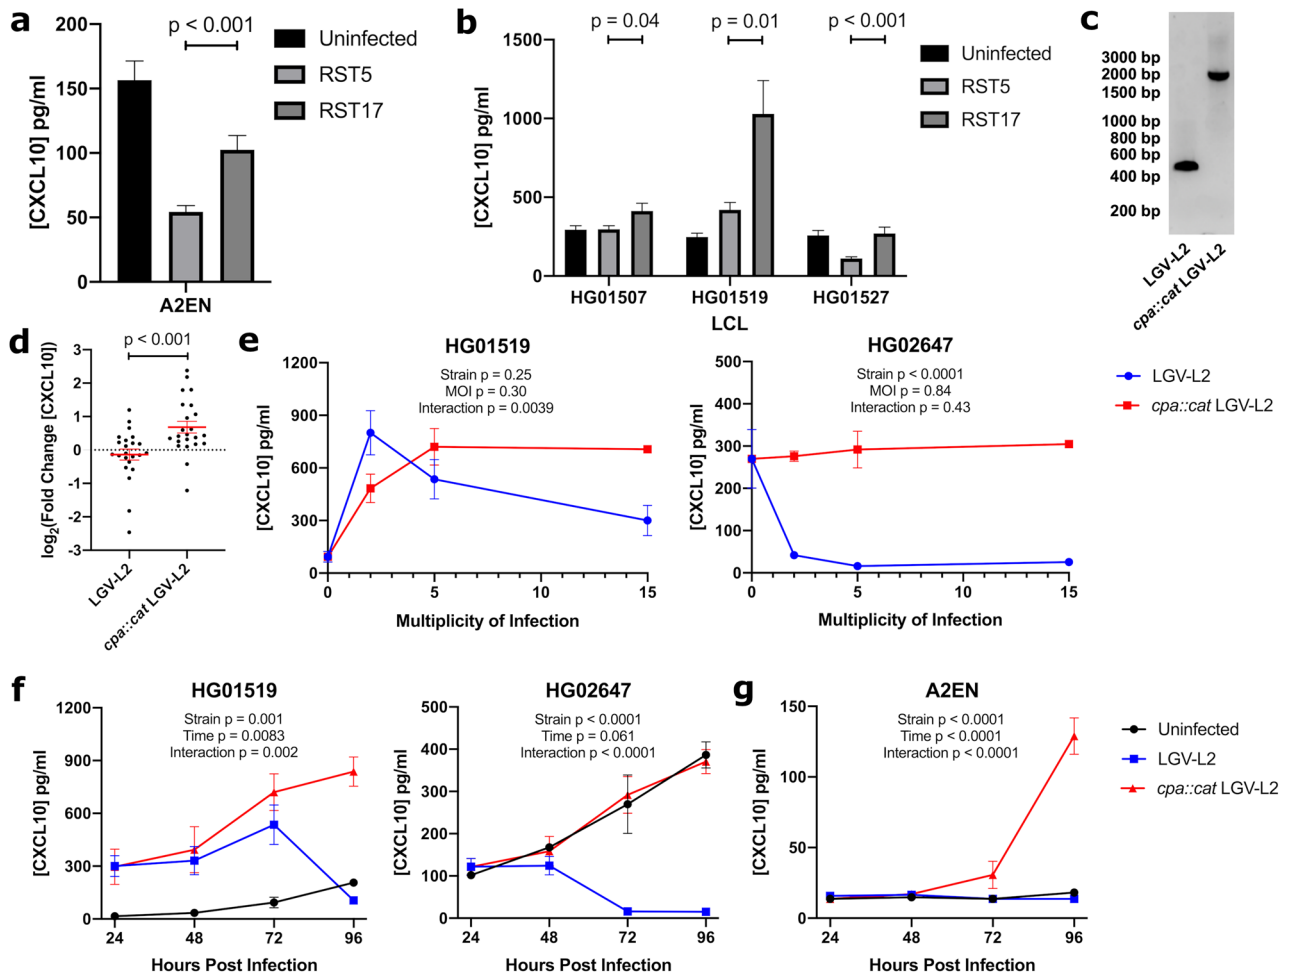 a
p < 0.001
200
150
100
50
0
[CXCL10] pg/ml
A2EN
Uninfected
RST5
RST17
b
p = 0.04
p = 0.01
p < 0.001
1500
1000
500
0
[CXCL10] pg/ml
HG01507
HG01519
HG01527
LCL
Uninfected
RST5
RST17
c
3000 bp
2000 bp
1500 bp
1000 bp
800 bp
600 bp
400 bp
200 bp
LGV-L2
cpa::cat LGV-L2
d
p < 0.001
3
2
1
0
-1
-2
-3
log2(Fold Change [CXCL10])
LGV-L2
cpa::cat LGV-L2
e
HG01519
Strain p = 0.25
MOI p = 0.30
Interaction p = 0.0039
1200
900
600
300
0
[CXCL10] pg/ml
0 5 10 15
Multiplicity of Infection
HG02647
Strain p < 0.0001
MOI p = 0.84
Interaction p = 0.43
500
400
300
200
100
0
[CXCL10] pg/ml
0 5 10 15
Multiplicity of Infection
LGV-L2
cpa::cat LGV-L2
f
HG01519
Strain p = 0.001
Time p = 0.0083
Interaction p = 0.002
1200
900
600
300
0
[CXCL10] pg/ml
24 48 72 96
Hours Post Infection
HG02647
Strain p < 0.0001
Time p = 0.061
Interaction p < 0.0001
500
400
300
200
100
0
[CXCL10] pg/ml
24 48 72 96
Hours Post Infection
g
A2EN
Strain p < 0.0001
Time p < 0.0001
Interaction p < 0.0001
150
100
50
0
[CXCL10] pg/ml
24 48 72 96
Hours Post Infection
Uninfected
LGV-L2
cpa::cat LGV-L2